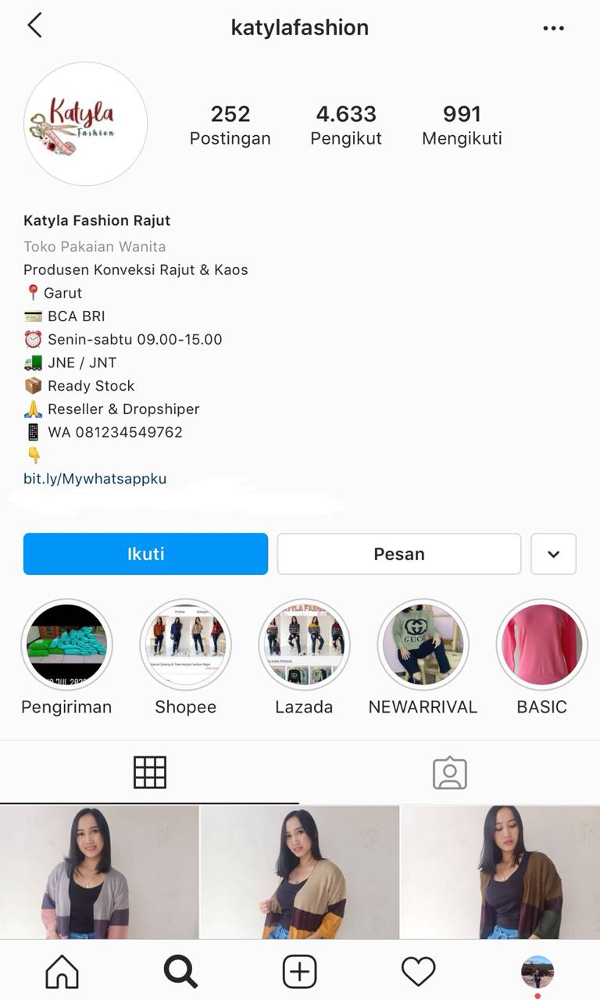 katylafashion
Katyla
Fashion
252
Postingan
4.633
Pengikut
991
Mengikuti
Katyla Fashion Rajut
Toko Pakaian Wanita
Produsen Konveksi Rajut & Kaos
📍Garut
💳 BCA BRI
⏰ Senin-sabtu 09.00-15.00
🚛 JNE / JNT
📦 Ready Stock
🙏 Reseller & Dropshiper
📱 WA 081234549762
👇
bit.ly/Mywhatsappku
Ikuti
Pesan
Produk
GUCCI
Pengiriman
Shopee
Lazada
NEWARRIVAL
BASIC